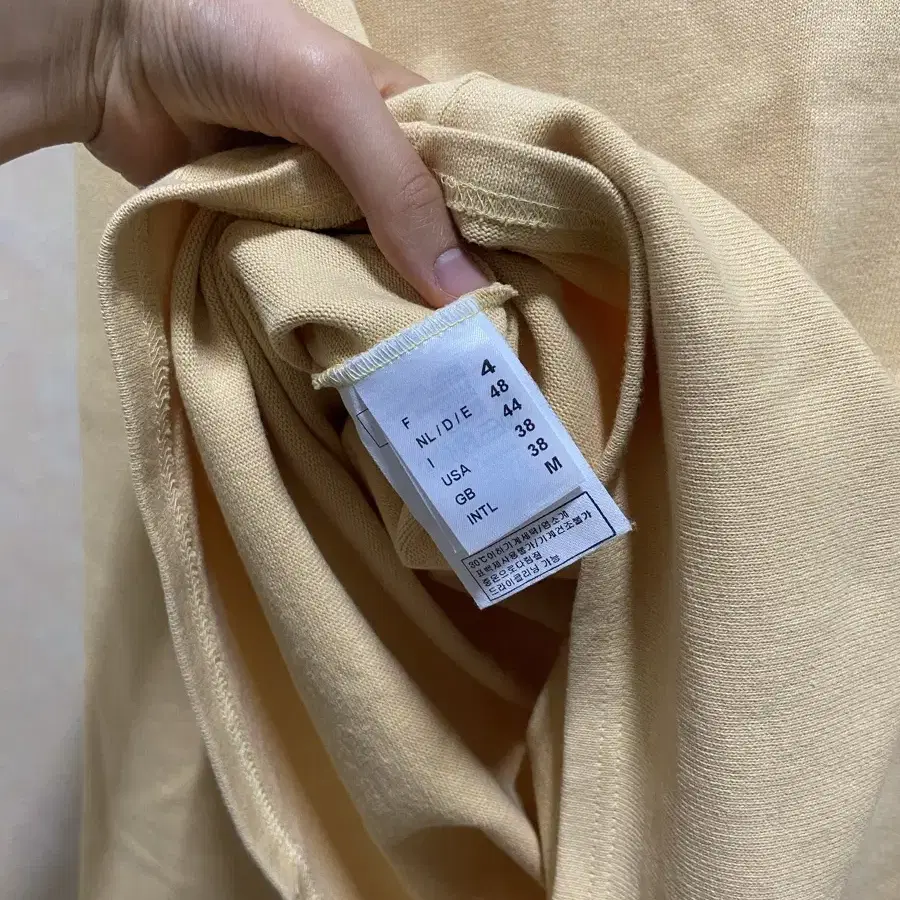 F 4
NL/D/E 48
I 44
USA 38
GB 38
INTL M
30℃이하기계세탁/염소계
표백제사용불가/기계건조불가
중온으로다림질
드라이클리닝 가능